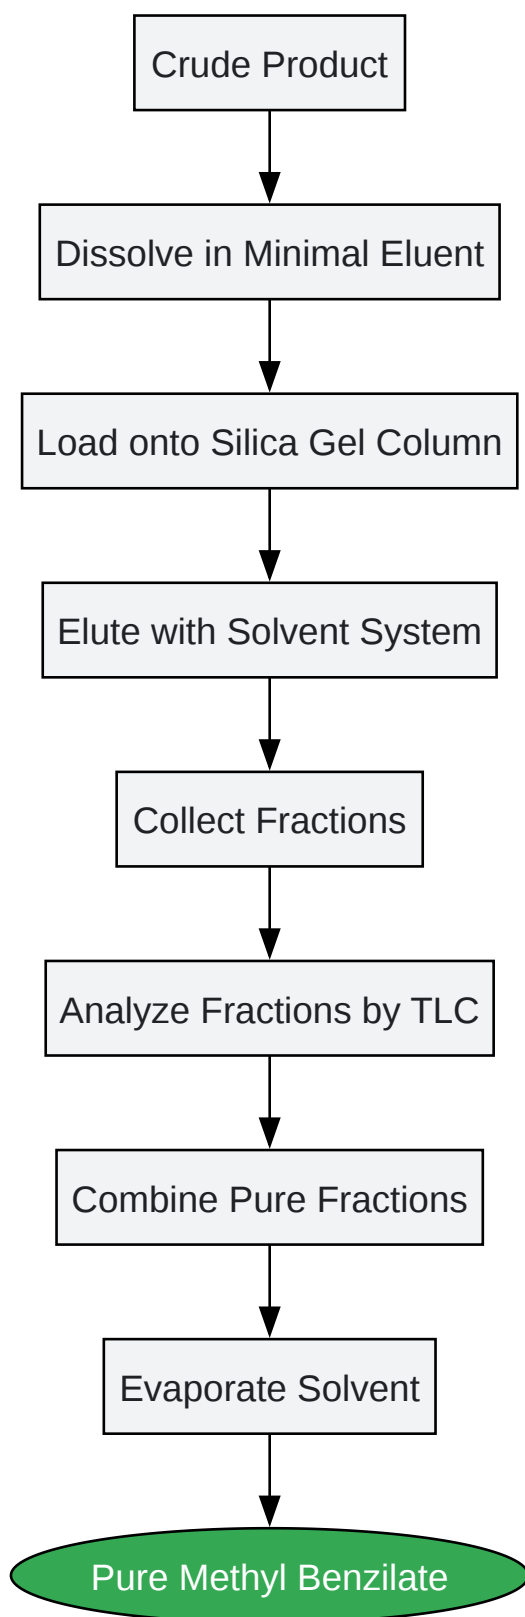 Crude Product
Dissolve in Minimal Eluent
Load onto Silica Gel Column
Elute with Solvent System
Collect Fractions
Analyze Fractions by TLC
Combine Pure Fractions
Evaporate Solvent
Pure Methyl Benzilate